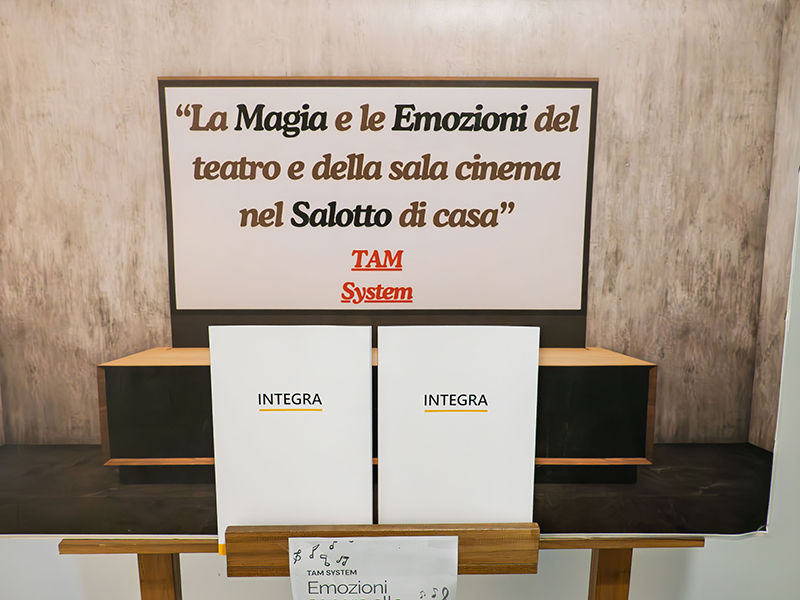 “La Magia e le Emozioni del
teatro e della sala cinema
nel Salotto di casa”
TAM
System
INTEGRA
INTEGRA
TAM SYSTEM
Emozioni